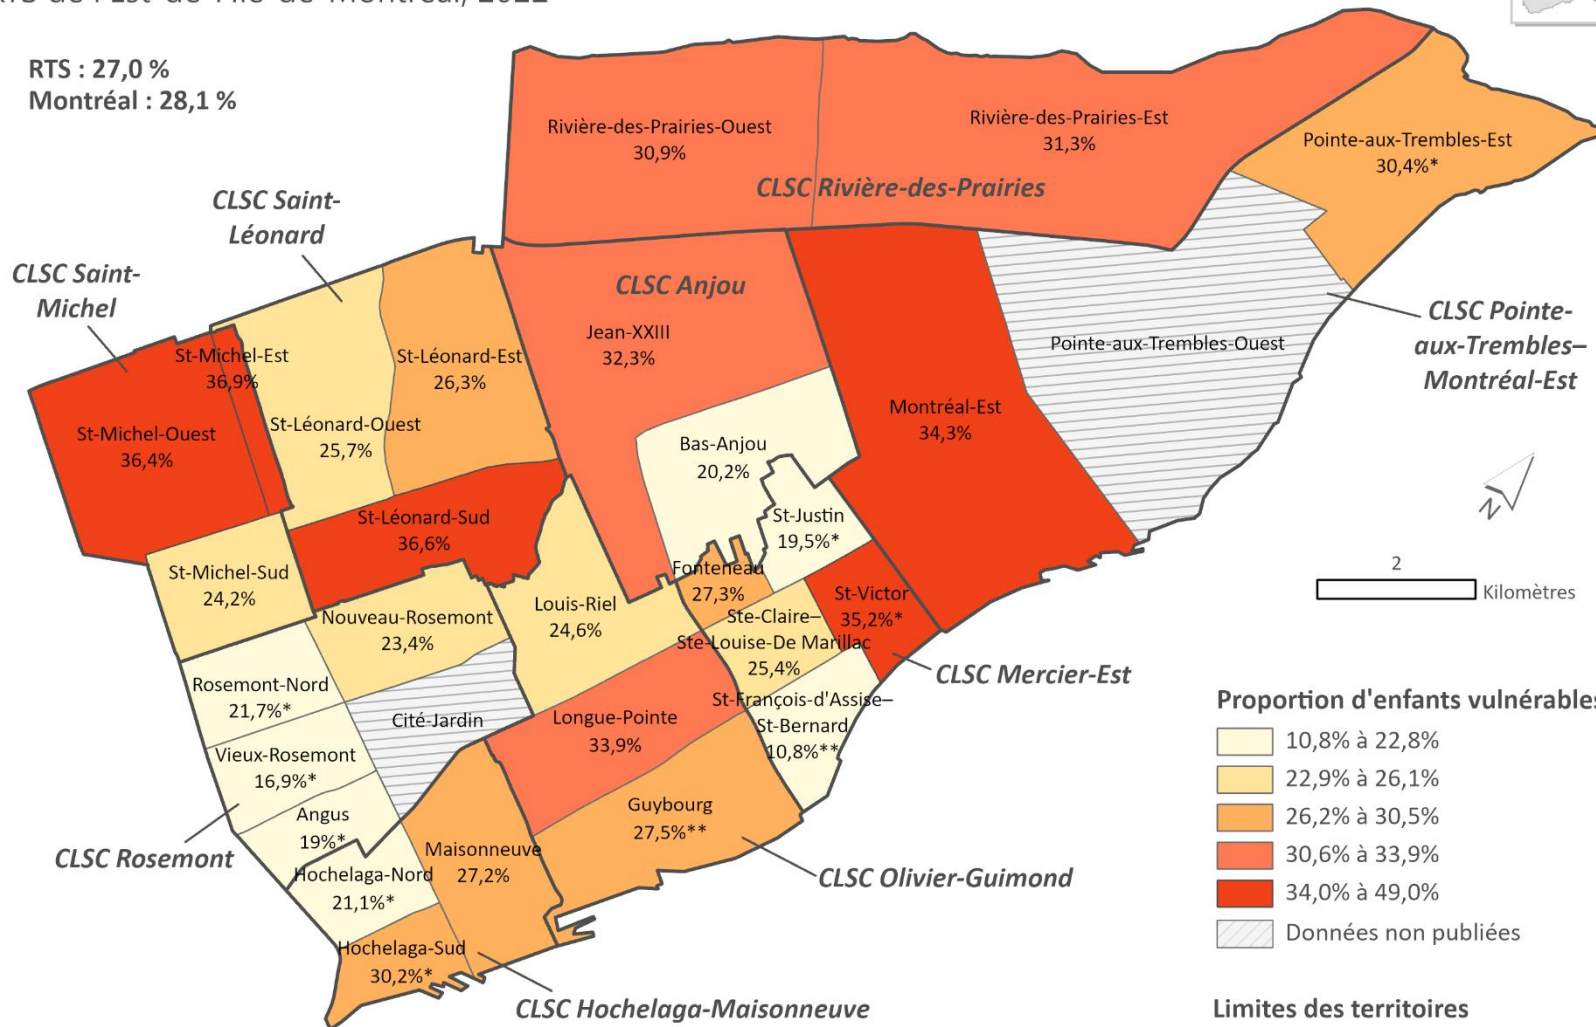 RTS de l'Est-de-l'Île-de-Montréal, 2022
RTS : 27,0 %
Montréal : 28,1 %
Rivière-des-Prairies-Ouest
30,9%
Rivière-des-Prairies-Est
31,3%
Pointe-aux-Trembles-Est
30,4%*
CLSC Rivière-des-Prairies
CLSC Saint-
Léonard
CLSC Saint-
Michel
CLSC Anjou
Jean-XXIII
32,3%
CLSC Pointe-
aux-Trembles–
Montréal-Est
Pointe-aux-Trembles-Ouest
St-Michel-Est
36,9%
St-Léonard-Est
26,3%
St-Michel-Ouest
36,4%
St-Léonard-Ouest
25,7%
Montréal-Est
34,3%
Bas-Anjou
20,2%
St-Léonard-Sud
36,6%
St-Justin
19,5%*
N
St-Michel-Sud
24,2%
Fonteneau
27,3%
St-Victor
35,2%*
2
Kilomètres
Nouveau-Rosemont
23,4%
Louis-Riel
24,6%
Ste-Claire–
Ste-Louise-De Marillac
25,4%
CLSC Mercier-Est
Rosemont-Nord
21,7%*
Cité-Jardin
Longue-Pointe
33,9%
St-François-d'Assise–
St-Bernard
10,8%**
Vieux-Rosemont
16,9%*
Angus
19%*
Guybourg
27,5%**
CLSC Rosemont
Maisonneuve
27,2%
Hochelaga-Nord
21,1%*
CLSC Olivier-Guimond
Hochelaga-Sud
30,2%*
CLSC Hochelaga-Maisonneuve
Proportion d'enfants vulnérables
10,8% à 22,8%
22,9% à 26,1%
26,2% à 30,5%
30,6% à 33,9%
34,0% à 49,0%
Données non publiées
Limites des territoires